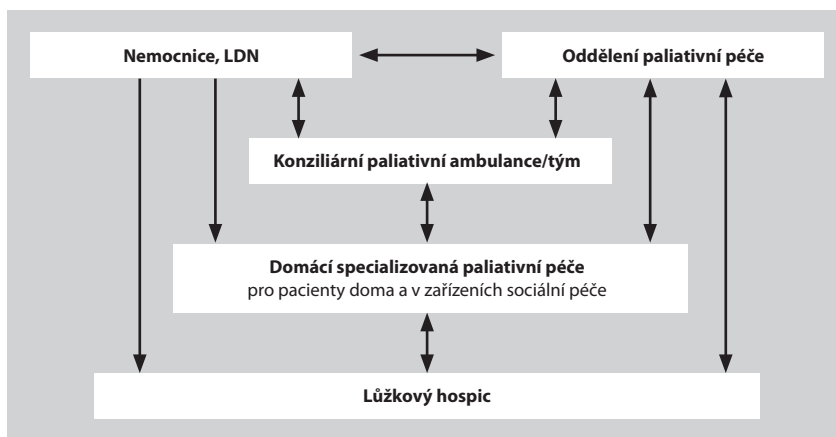 Nemocnice, LDN
Oddělení paliativní péče
Konziliární paliativní ambulance/tým
Domácí specializovaná paliativní péče
pro pacienty doma a v zařízeních sociální péče
Lůžkový hospic